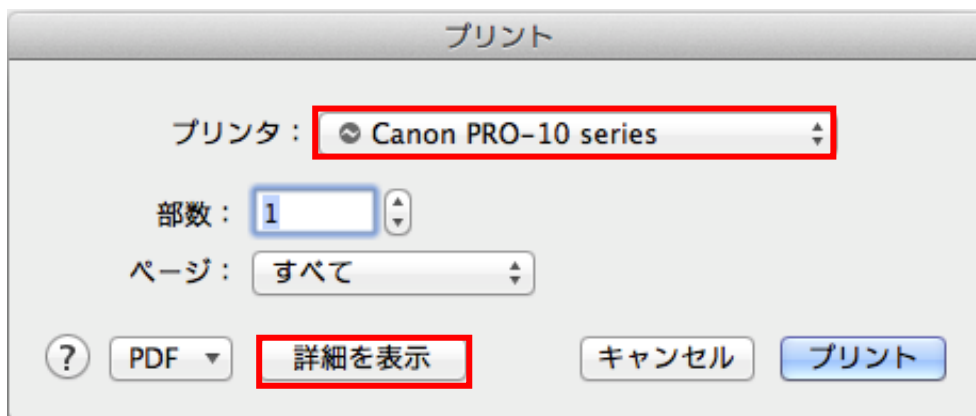 プリント
プリンタ： Canon PRO-10 series
部数： 1
ページ： すべて
? PDF 詳細を表示 キャンセル プリント